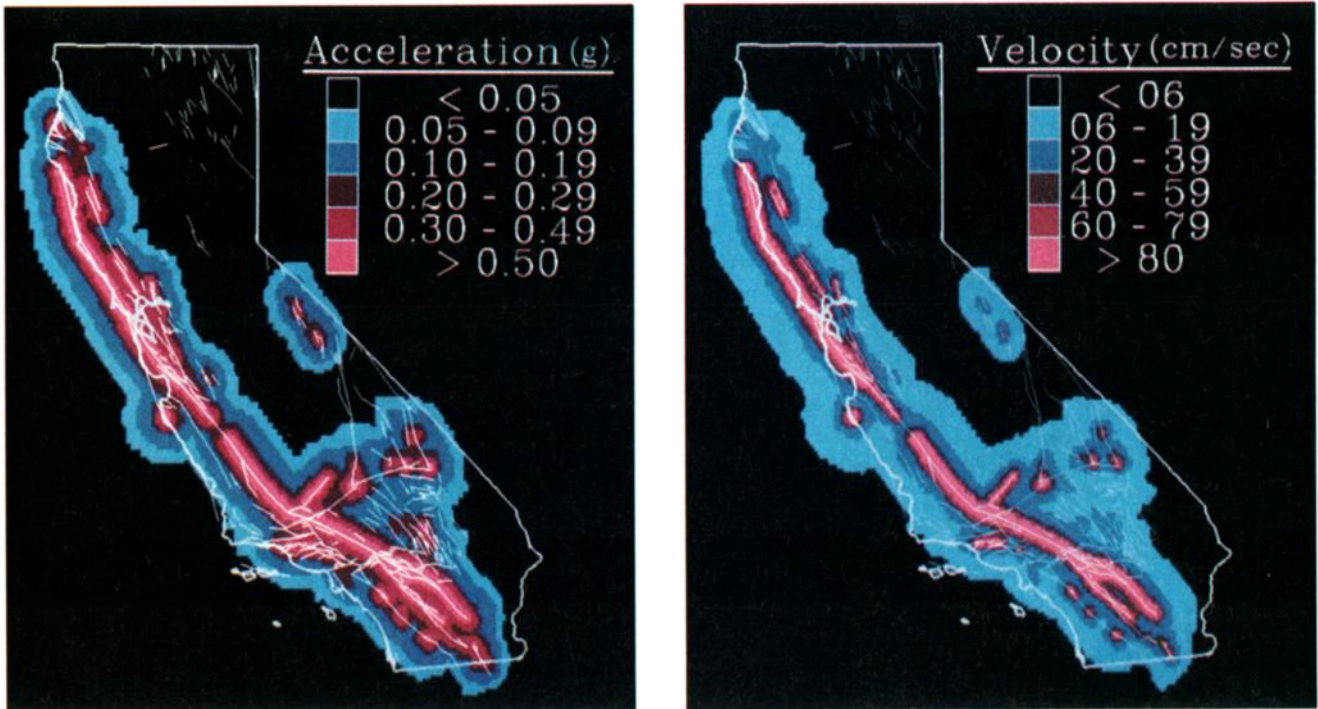 Acceleration (g)
< 0.05
0.05 - 0.09
0.10 - 0.19
0.20 - 0.29
0.30 - 0.49
> 0.50
Velocity (cm/sec)
< 06
06 - 19
20 - 39
40 - 59
60 - 79
> 80